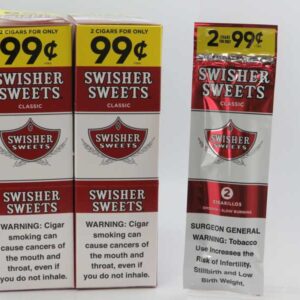 2 CIGARS FOR ONLY
99¢
SWISHER
SWEETS
CLASSIC
SWISHER
SWEETS
SWISHER
SWEETS
WARNING: Cigar
smoking can
cause cancers of
the mouth and
throat, even if
you do not inhale.
2 CIGARS FOR ONLY
99¢
SWISHER
SWEETS
CLASSIC
SWISHER
SWEETS
SWISHER
SWEETS
WARNING: Cigar
smoking can
cause cancers of
the mouth and
throat, even if
you do not inhale.
2 99¢
SWISHER
SWEETS
CLASSIC
SWISHER
SWEETS
2
CIGARILLOS
SLOW BURNING
SURGEON GENERAL
WARNING: Tobacco
Use Increases the
Risk of Infertility,
Stillbirth and Low
Birth Weight.